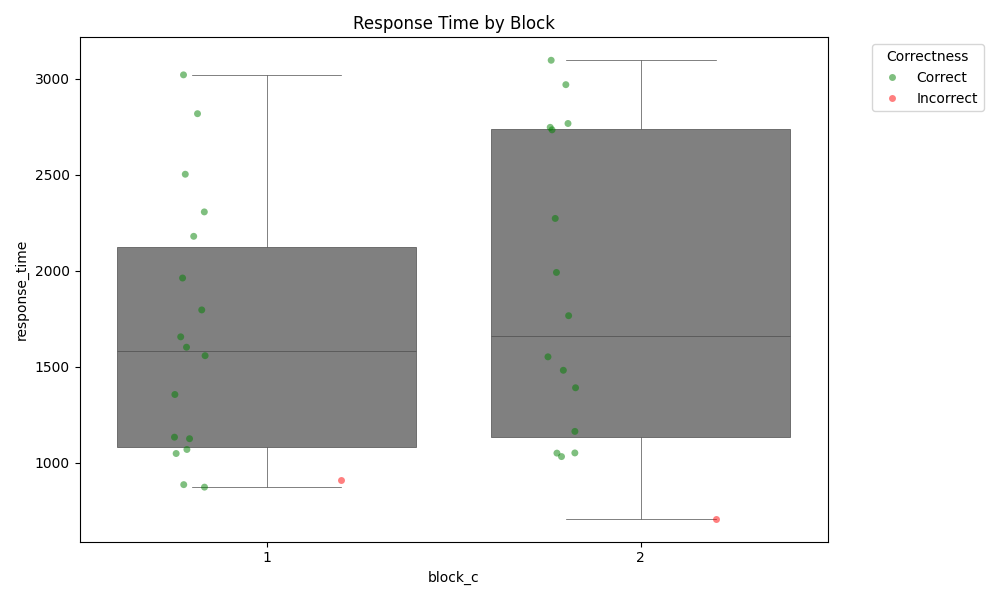 Response Time by Block
Correctness
Correct
Incorrect
response_time
3000
2500
2000
1500
1000
1
2
block_c